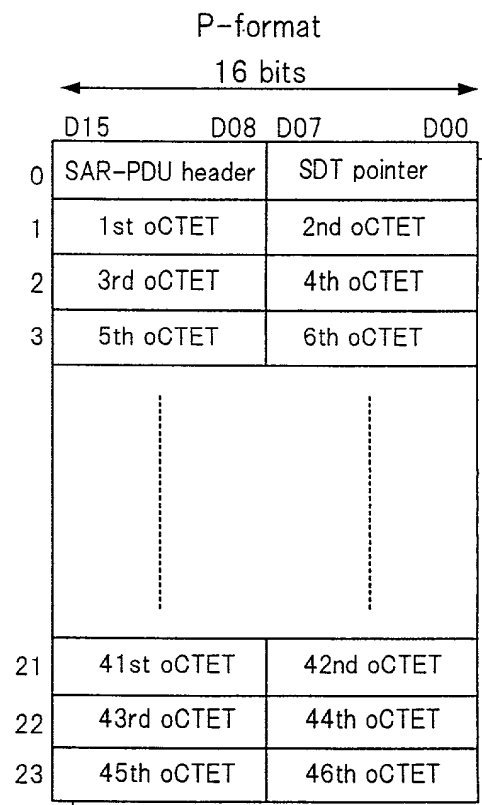 P-format
16 bits
D15 D08 D07 D00
0 SAR-PDU header SDT pointer
1 1st oCTET 2nd oCTET
2 3rd oCTET 4th oCTET
3 5th oCTET 6th oCTET
21 41st oCTET 42nd oCTET
22 43rd oCTET 44th oCTET
23 45th oCTET 46th oCTET